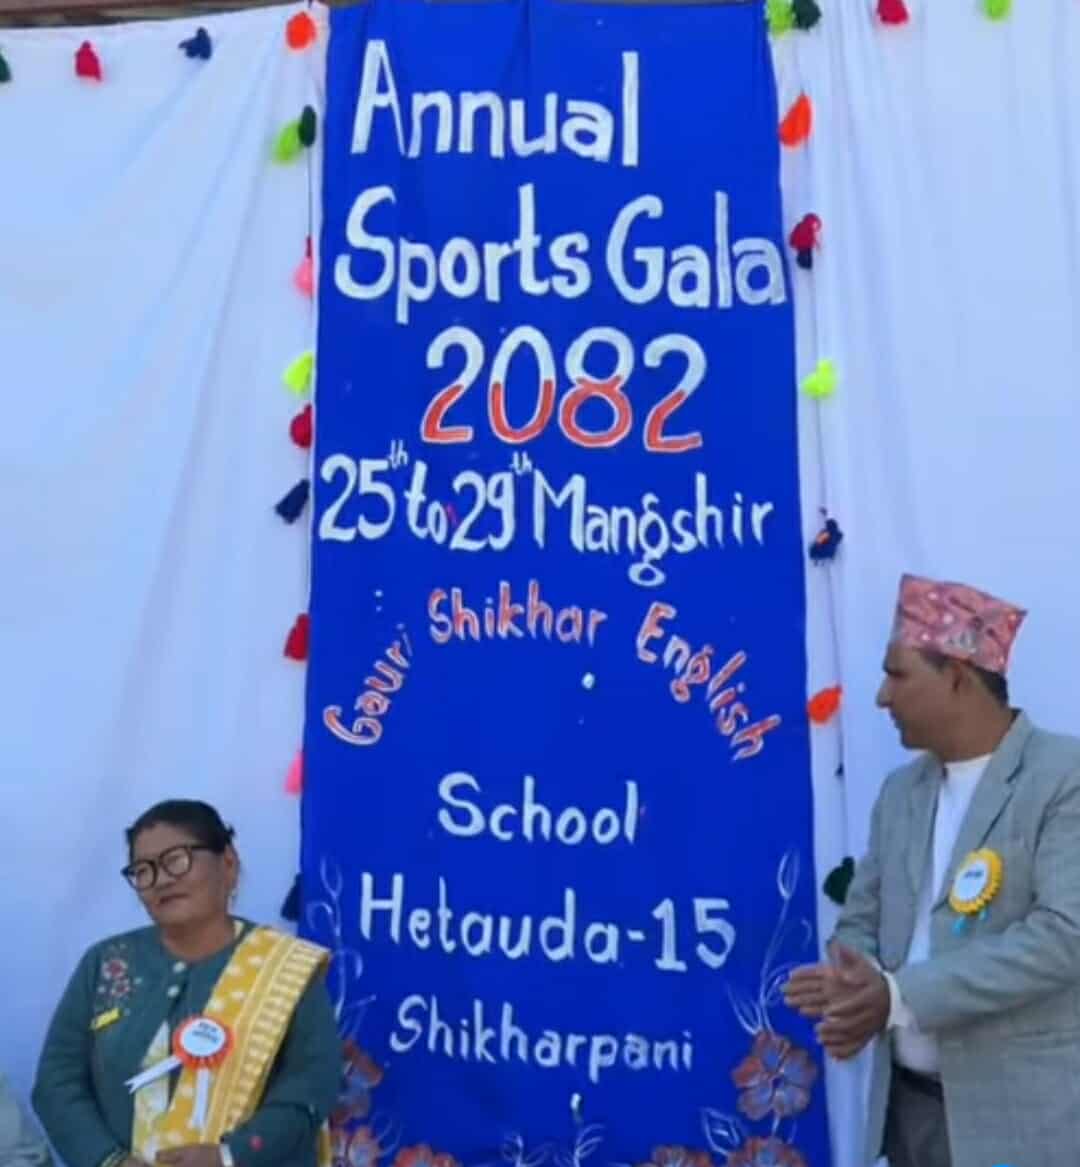 Annual
Sports Gala
2082
25th to 29th Mangshir
Gauri Shikhar English
School
Hetauda-15
Shikharpani